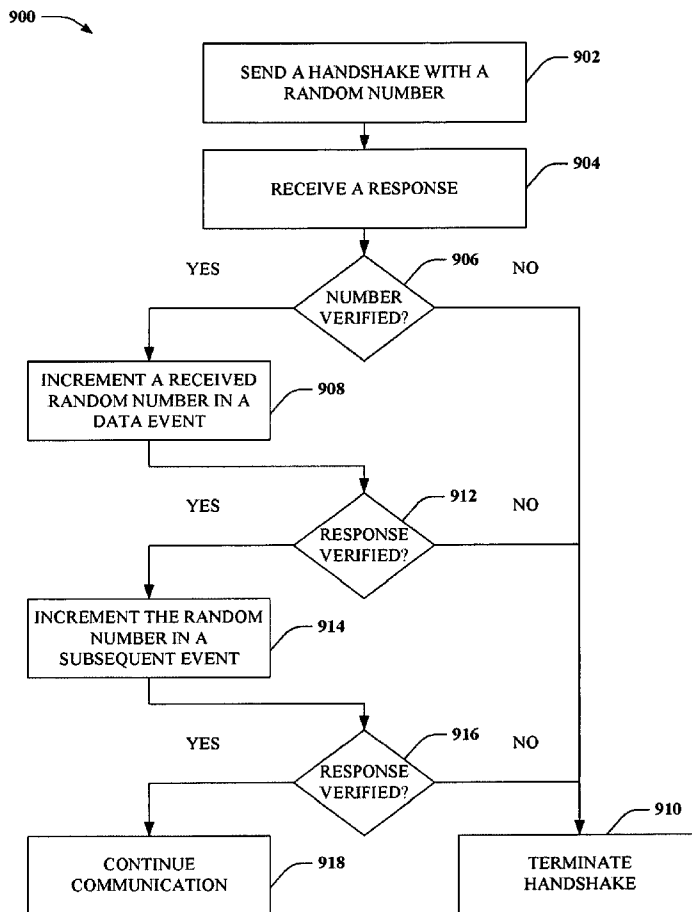 900
SEND A HANDSHAKE WITH A
RANDOM NUMBER
902
RECEIVE A RESPONSE
904
906
YES
NO
NUMBER
VERIFIED?
INCREMENT A RECEIVED
RANDOM NUMBER IN A
DATA EVENT
908
912
YES
NO
RESPONSE
VERIFIED?
INCREMENT THE RANDOM
NUMBER IN A
SUBSEQUENT EVENT
914
916
YES
NO
RESPONSE
VERIFIED?
910
CONTINUE
COMMUNICATION
918
TERMINATE
HANDSHAKE